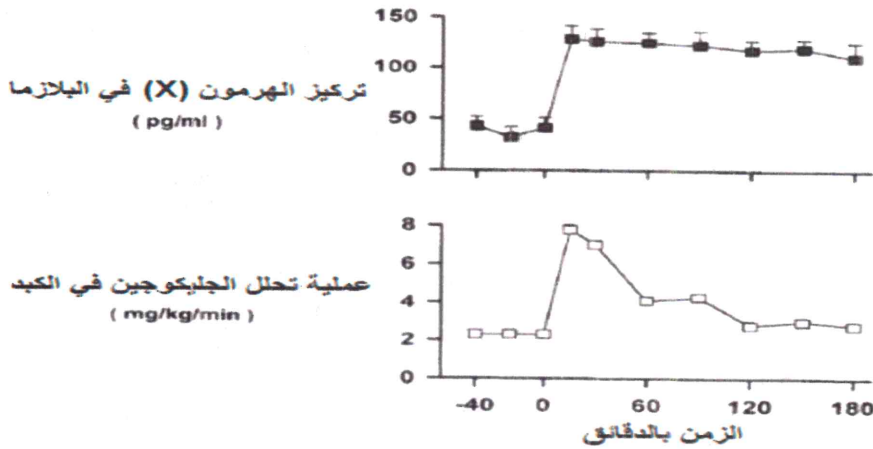 150
100
50
0
تركيز الهرمون (X) في البلازما
( pg/ml )
8
6
4
2
0
عملية تحلل الجليكوجين في الكبد
( mg/kg/min )
-40 0 60 120 180
الزمن بالدقائق